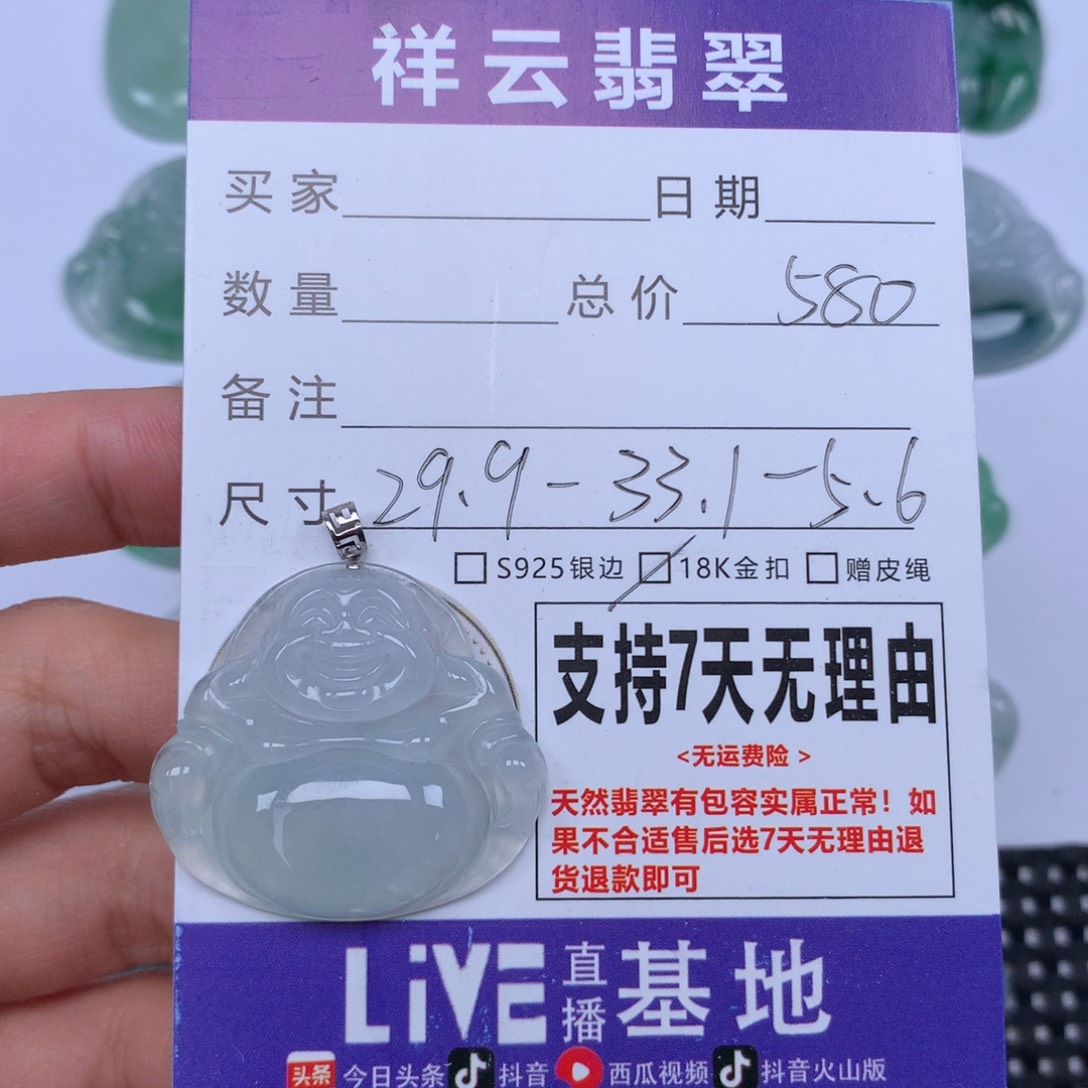 祥云翡翠
买家 日期
数量 总价 580
备注
尺寸 29.9-33.1-5.6
S925银边 18K金扣 赠皮绳
支持7天无理由
<无运费险>
天然翡翠有包容实属正常！如
果不合适售后选7天无理由退
货退款即可
LiVE直播基地
头条 今日头条 抖音 西瓜视频 抖音火山版